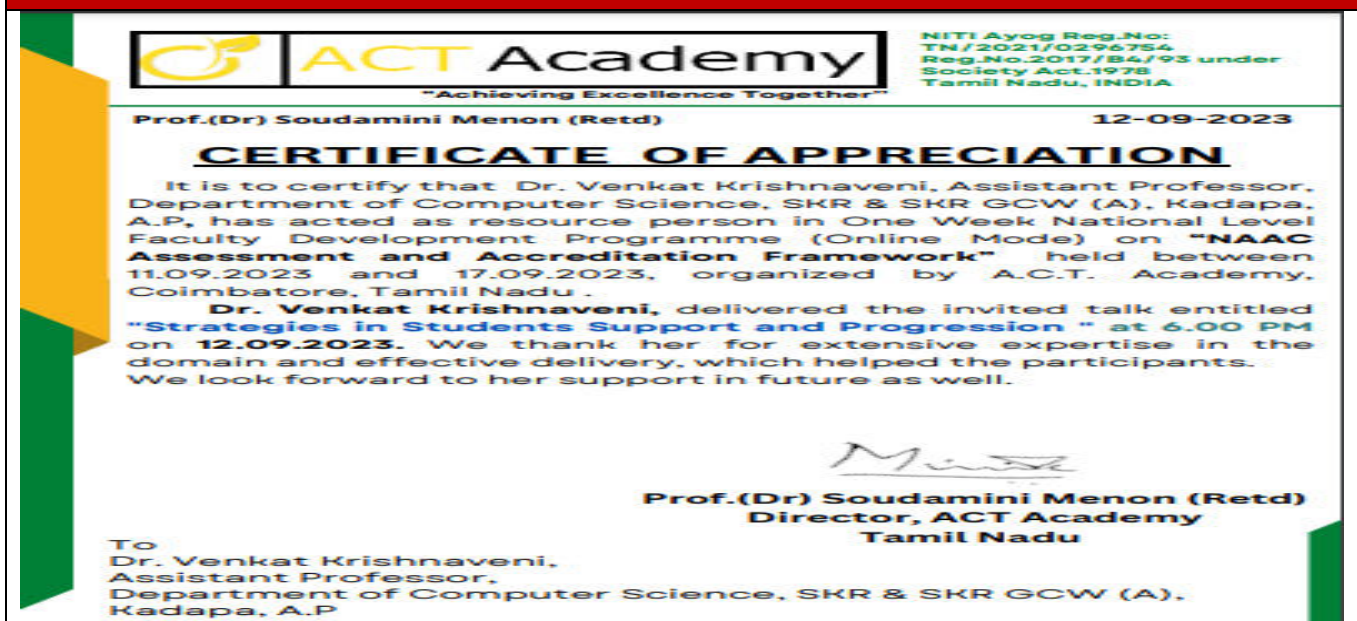 ACT Academy
"Achieving Excellence Together"
NITI Ayog Reg.No:
TN/2021/0296754
Reg.No.2017/B4/93 under
Society Act.1978
Tamil Nadu, INDIA
Prof.(Dr) Soudamini Menon (Retd)
12-09-2023
CERTIFICATE OF APPRECIATION
It is to certify that Dr. Venkat Krishnaveni, Assistant Professor,
Department of Computer Science, SKR & SKR GCW (A), Kadapa,
A.P, has acted as resource person in One Week National Level
Faculty Development Programme (Online Mode) on "NAAC
Assessment and Accreditation Framework" held between
11.09.2023 and 17.09.2023, organized by A.C.T. Academy,
Coimbatore, Tamil Nadu .
Dr. Venkat Krishnaveni, delivered the invited talk entitled
"Strategies in Students Support and Progression " at 6.00 PM
on 12.09.2023. We thank her for extensive expertise in the
domain and effective delivery, which helped the participants.
We look forward to her support in future as well.
Prof.(Dr) Soudamini Menon (Retd)
Director, ACT Academy
Tamil Nadu
To
Dr. Venkat Krishnaveni,
Assistant Professor,
Department of Computer Science, SKR & SKR GCW (A),
Kadapa, A.P